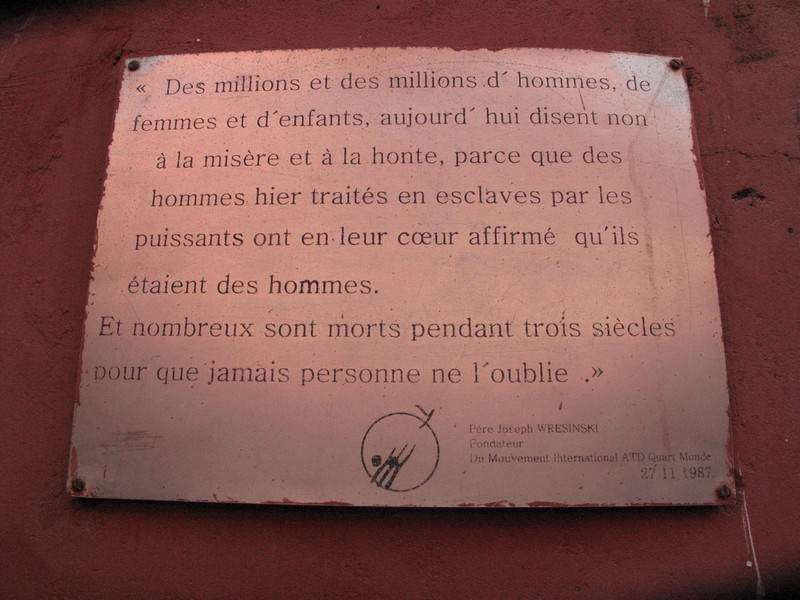 « Des millions et des millions d´ hommes, de
femmes et d´enfants, aujourd´ hui disent non
à la misère et à la honte, parce que des
hommes hier traités en esclaves par les
puissants ont en leur cœur affirmé qu´ils
étaient des hommes.
Et nombreux sont morts pendant trois siècles
pour que jamais personne ne l´oublie .»
Père Joseph WRESINSKI
Fondateur
Du Mouvement International ATD Quart Monde
27 11 1987